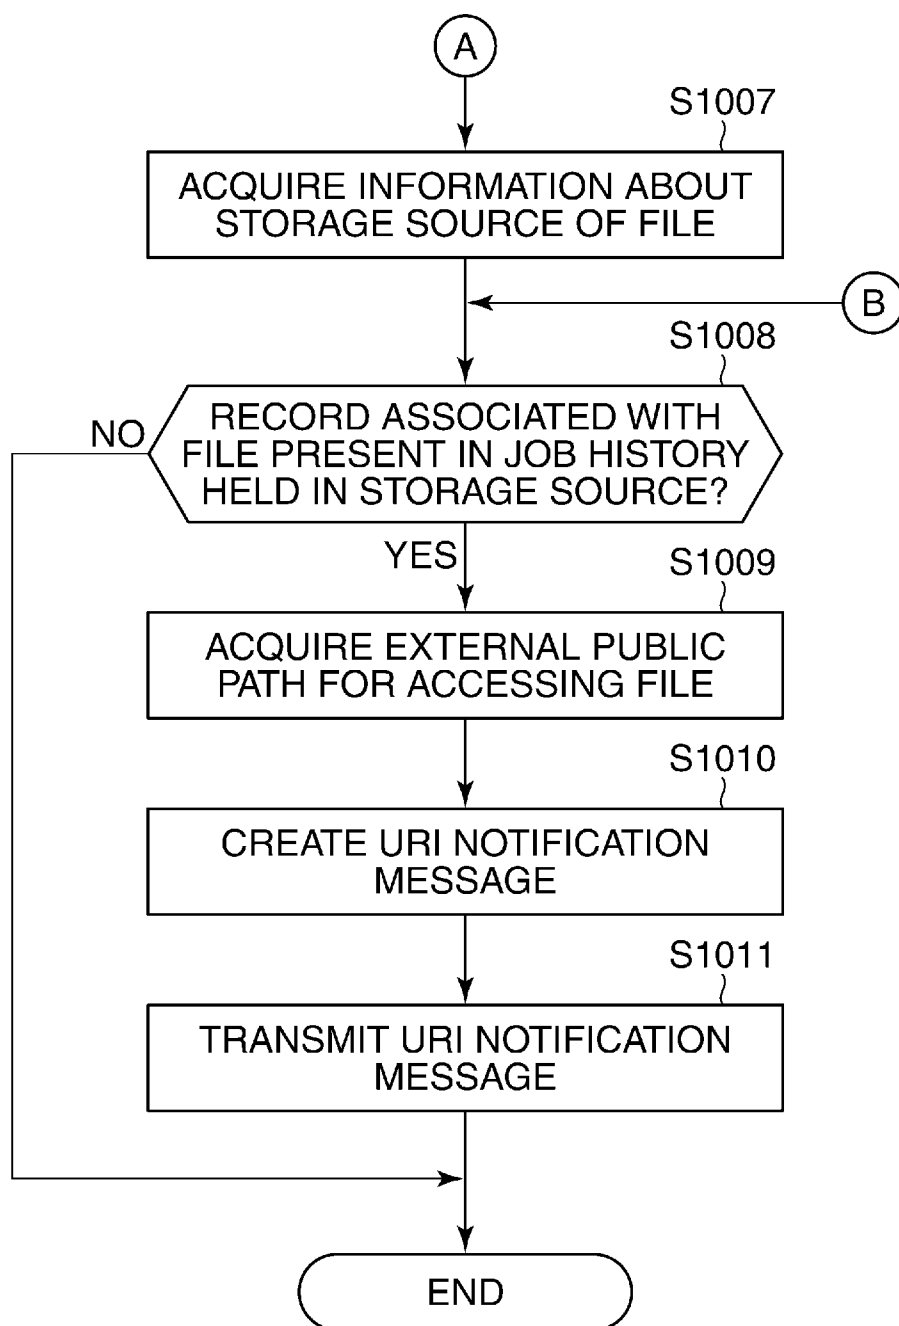 A
S1007
ACQUIRE INFORMATION ABOUT
STORAGE SOURCE OF FILE
B
S1008
NO
RECORD ASSOCIATED WITH
FILE PRESENT IN JOB HISTORY
HELD IN STORAGE SOURCE?
YES
S1009
ACQUIRE EXTERNAL PUBLIC
PATH FOR ACCESSING FILE
S1010
CREATE URI NOTIFICATION
MESSAGE
S1011
TRANSMIT URI NOTIFICATION
MESSAGE
END